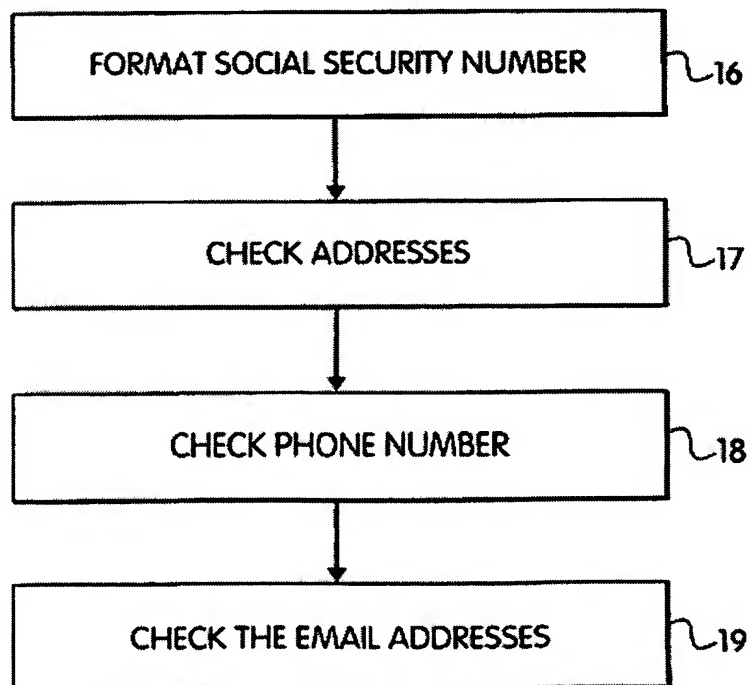 FORMAT SOCIAL SECURITY NUMBER 16
CHECK ADDRESSES 17
CHECK PHONE NUMBER 18
CHECK THE EMAIL ADDRESSES 19